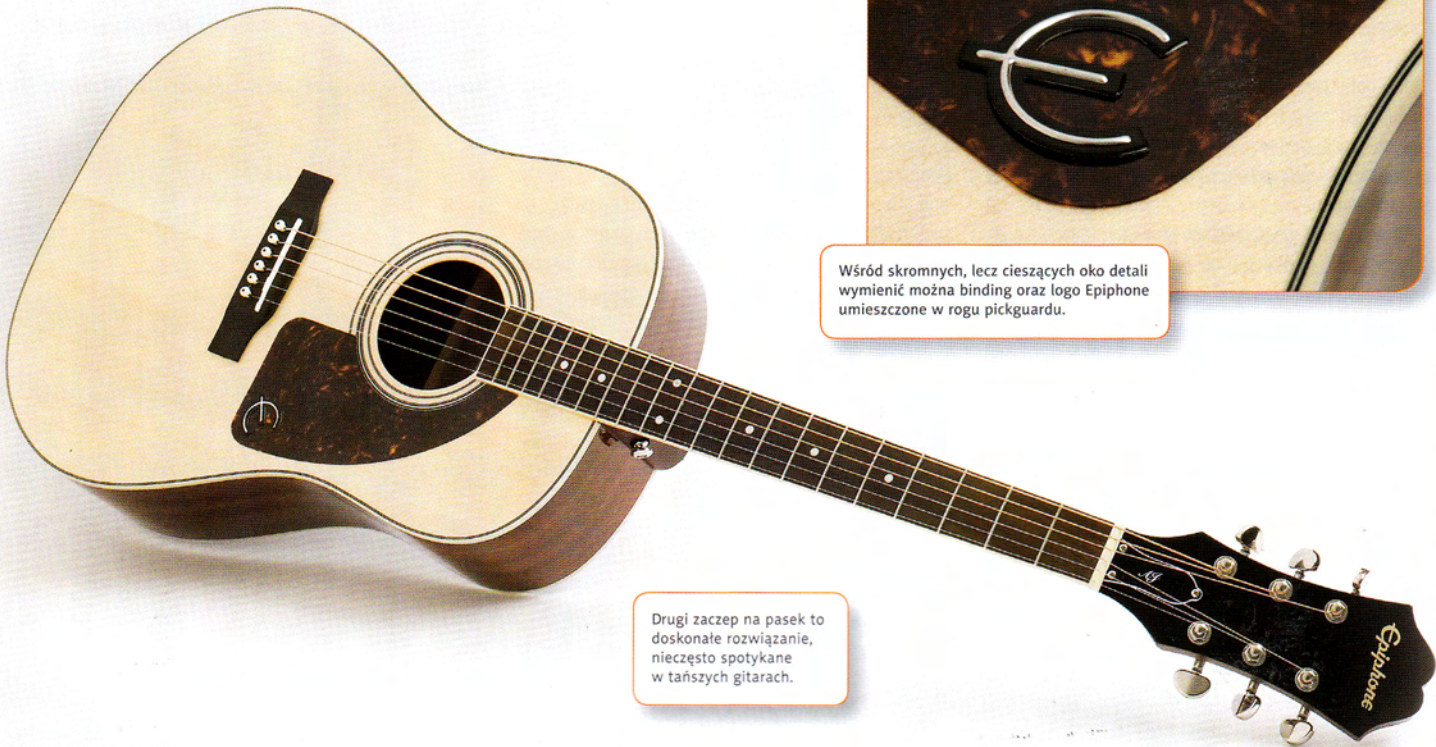 Wśród skromnych, lecz cieszących oko detali
wymienić można binding oraz logo Epiphone
umieszczone w rogu pickguardu.
Drugi zaczep na pasek to
doskonałe rozwiązanie,
nieczęsto spotykane
w tańszych gitarach.
AJ
Epiphone